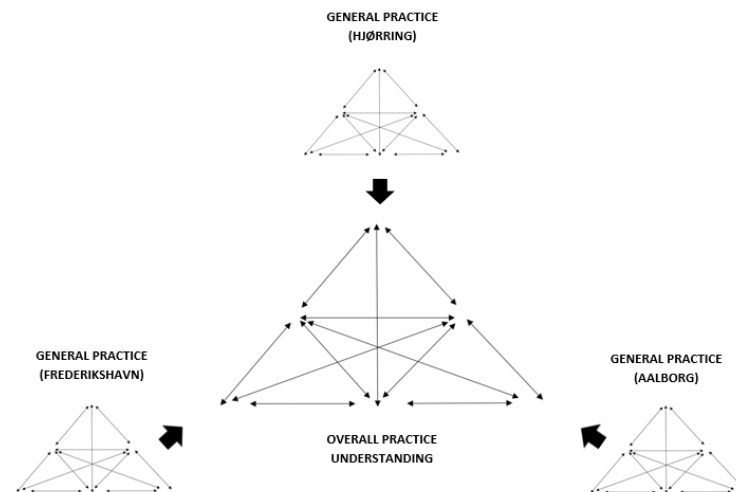 GENERAL PRACTICE
(HJØRRING)
GENERAL PRACTICE
(FREDERIKSHAVN)
GENERAL PRACTICE
(AALBORG)
OVERALL PRACTICE
UNDERSTANDING